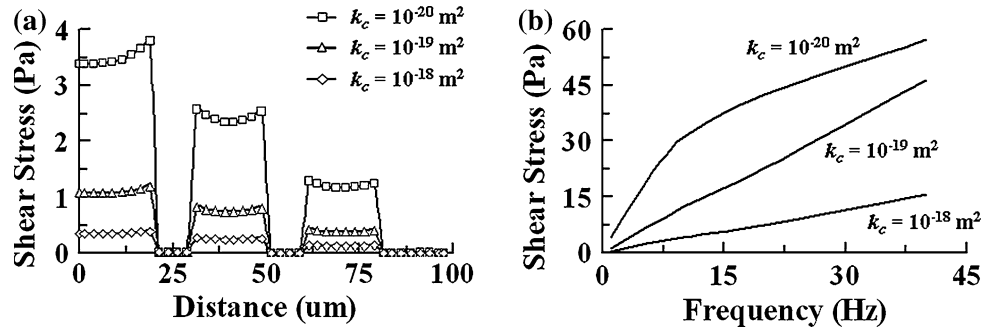 (a)
4
3
2
1
0
Shear Stress (Pa)
k_c = 10^-20 m^2
k_c = 10^-19 m^2
k_c = 10^-18 m^2
0 25 50 75 100
Distance (um)
(b)
60
45
30
15
0
Shear Stress (Pa)
k_c = 10^-20 m^2
k_c = 10^-19 m^2
k_c = 10^-18 m^2
0 15 30 45
Frequency (Hz)